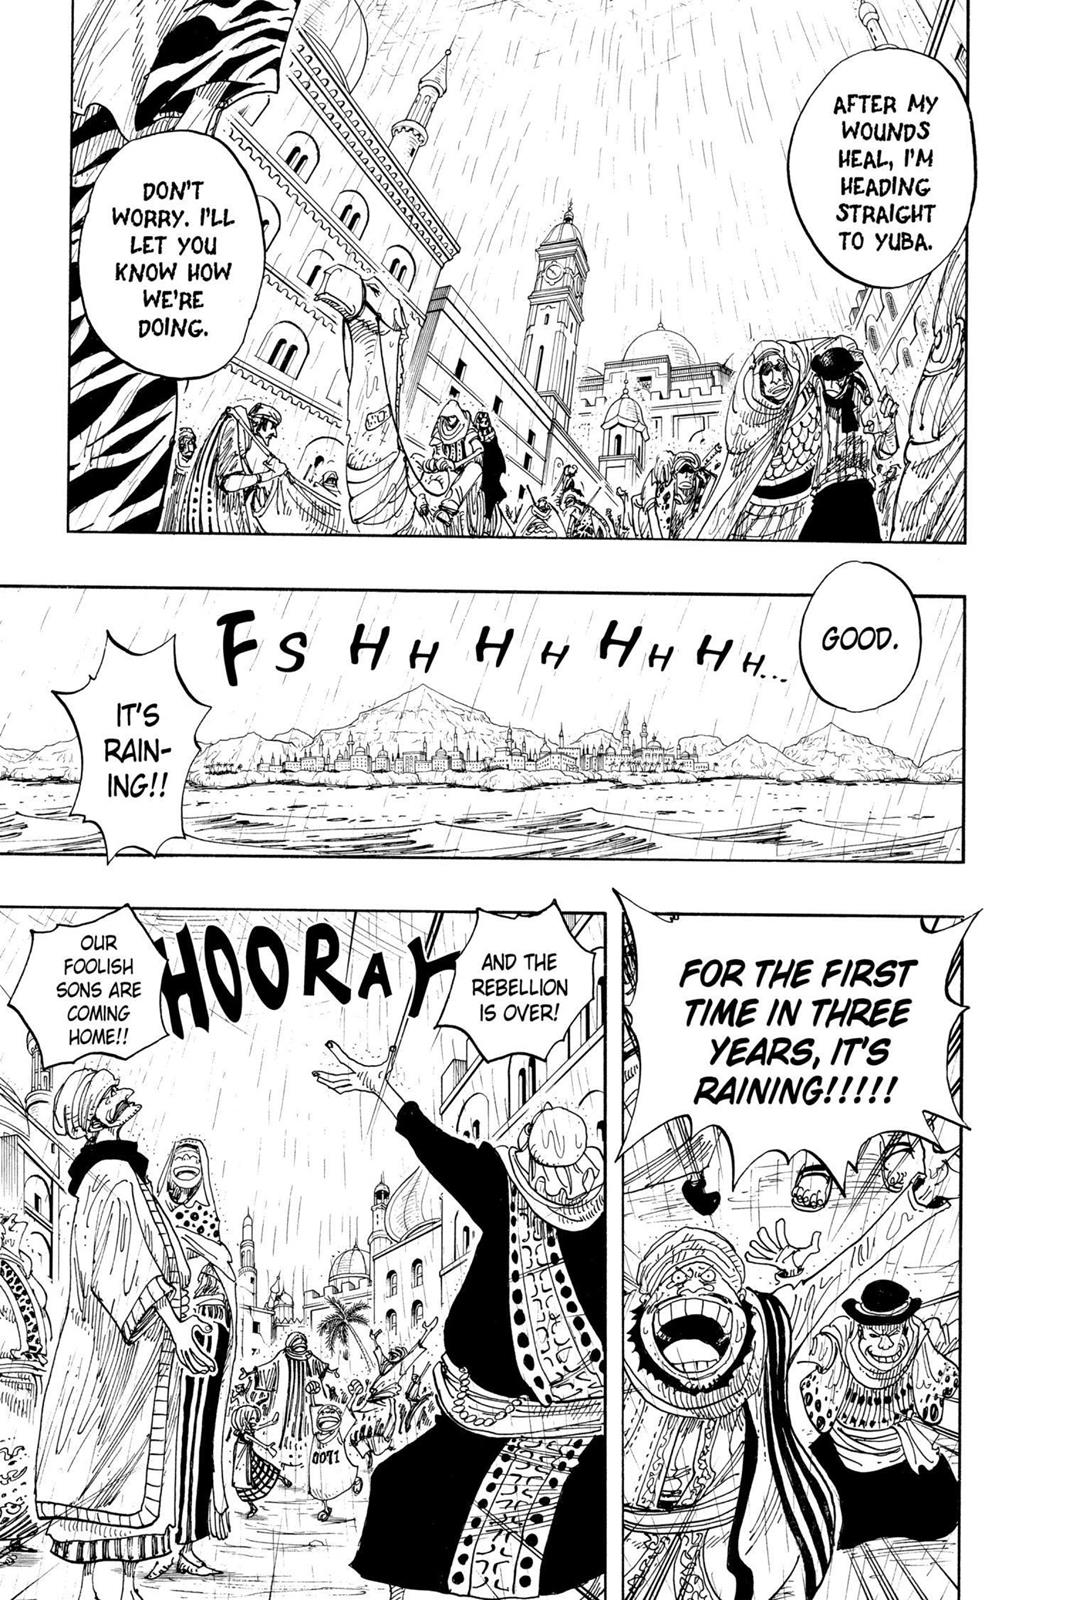 AFTER MY
WOUNDS
HEAL, I'M
HEADING
STRAIGHT
TO YUBA.
DON'T
WORRY. I'LL
LET YOU
KNOW HOW
WE'RE
DOING.
GOOD.
FSHHHHHHHH...
IT'S
RAIN-
ING!!
FOR THE FIRST
TIME IN THREE
YEARS, IT'S
RAINING!!!!!
AND THE
REBELLION
IS OVER!
HOORAY
OUR
FOOLISH
SONS ARE
COMING
HOME!!
0071